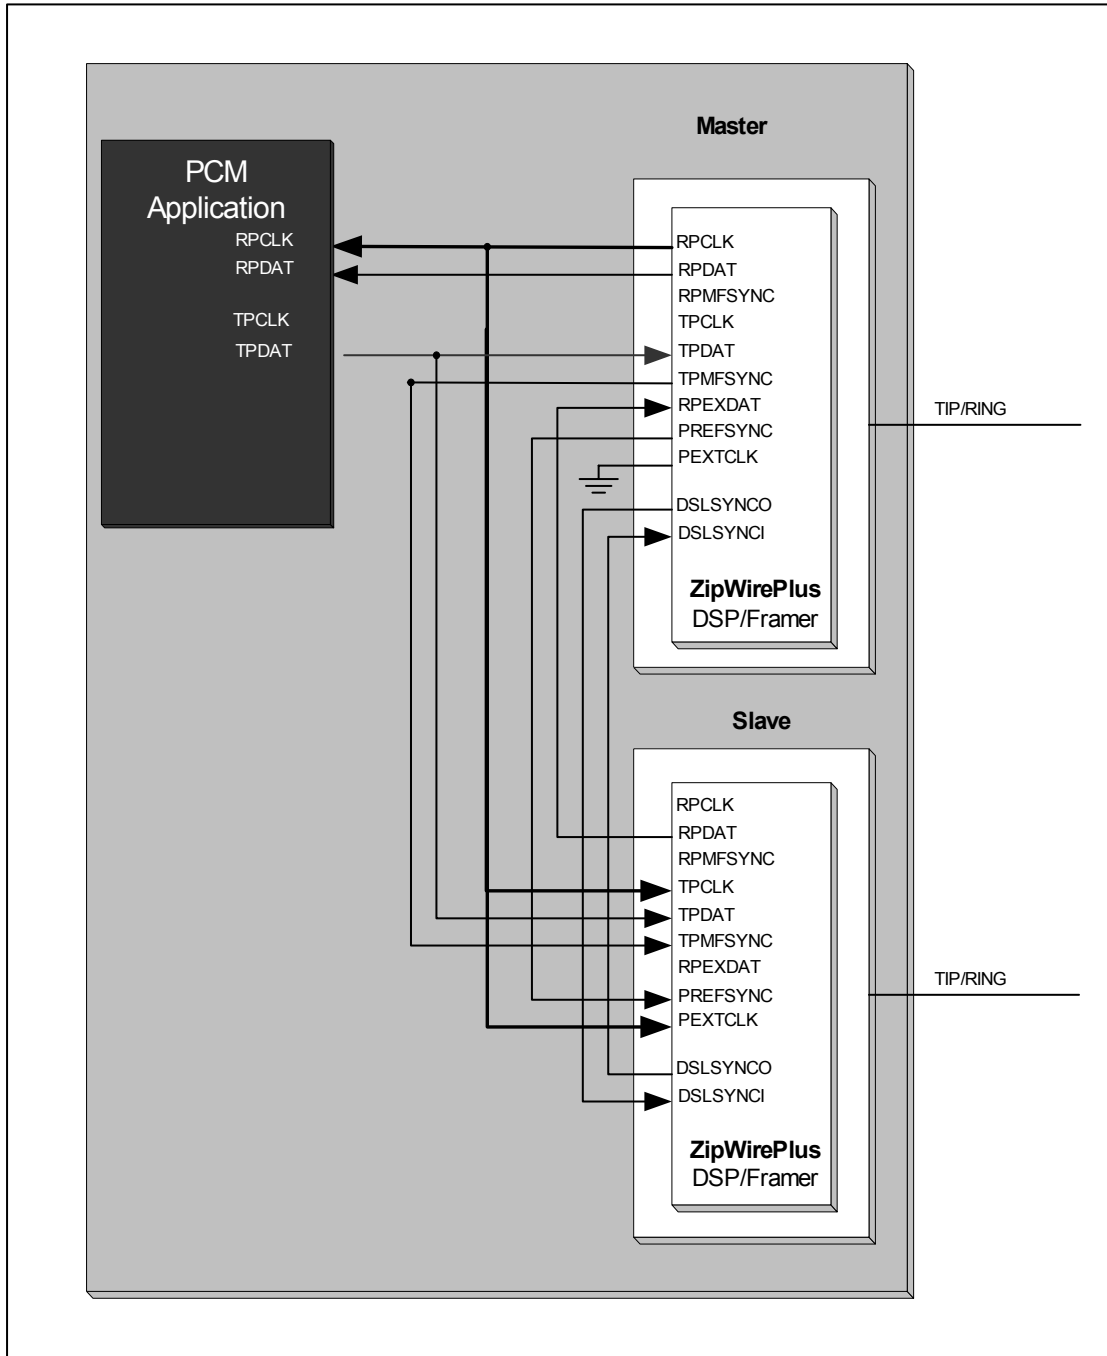 Master
PCM
Application
RPCLK
RPDAT
TPCLK
TPDAT
RPCLK
RPDAT
RPMFSYNC
TPCLK
TPDAT
TPMFSYNC
RPEXDAT
PREFSYNC
PEXTCLK
DSLSYNCO
DSLSYNCI
ZipWirePlus
DSP/Framer
TIP/RING
Slave
RPCLK
RPDAT
RPMFSYNC
TPCLK
TPDAT
TPMFSYNC
RPEXDAT
PREFSYNC
PEXTCLK
DSLSYNCO
DSLSYNCI
ZipWirePlus
DSP/Framer
TIP/RING